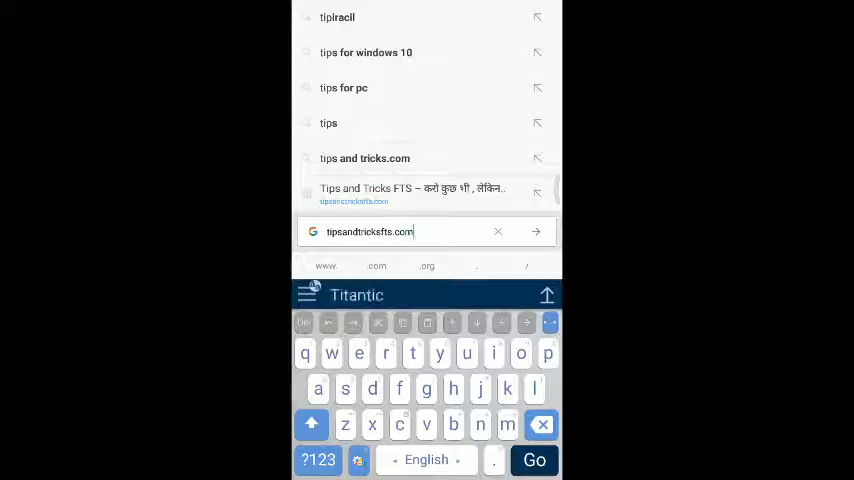 tipiracil
tips for windows 10
tips for pc
tips
tips and tricks.com
Tips and Tricks FTS – करो कुछ भी , लेकिन..
tipsandtricksfts.com
tipsandtricksfts.com
www. .com .org . /
Titantic
q w e r t y u i o p
a s d f g h j k l
z x c v b n m
?123 English . Go